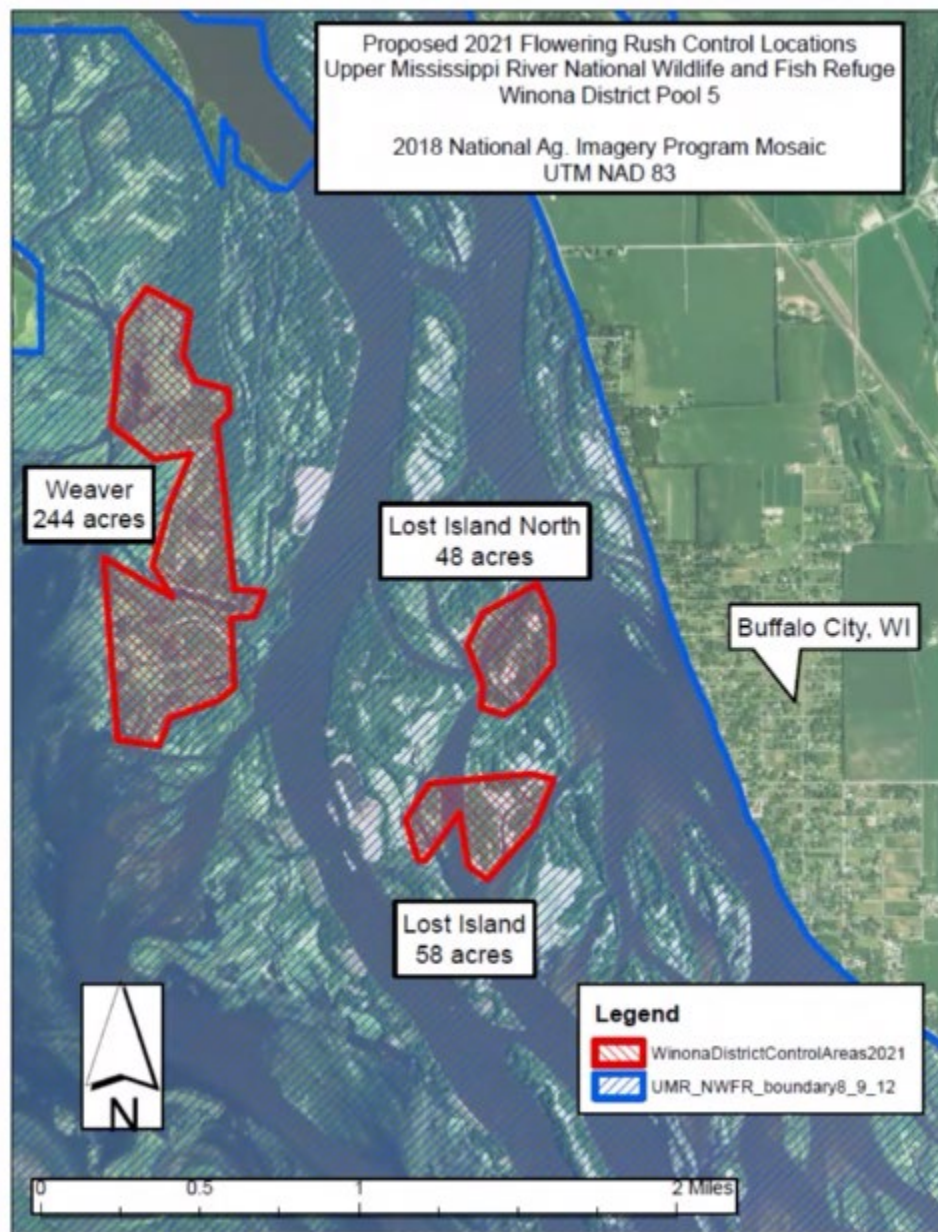 Proposed 2021 Flowering Rush Control Locations
Upper Mississippi River National Wildlife and Fish Refuge
Winona District Pool 5
2018 National Ag. Imagery Program Mosaic
UTM NAD 83
Weaver
244 acres
Lost Island North
48 acres
Buffalo City, WI
Lost Island
58 acres
Legend
WinonaDistrictControlAreas2021
UMR_NWFR_boundary8_9_12
N
0 0.5 1 2 Miles